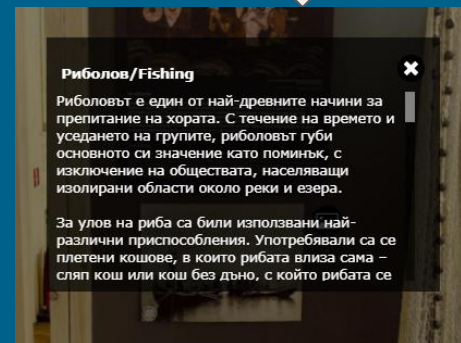 Риболов/Fishing
Риболовът е един от най-древните начини за
препитание на хората. С течение на времето и
уседането на групите, риболовът губи
основното си значение като поминък, с
изключение на обществата, населяващи
изолирани области около реки и езера.
За улов на риба са били използвани най-
различни приспособления. Употребявали са се
плетени кошове, в които рибата влиза сама –
сляп кош или кош без дъно, с който рибата се